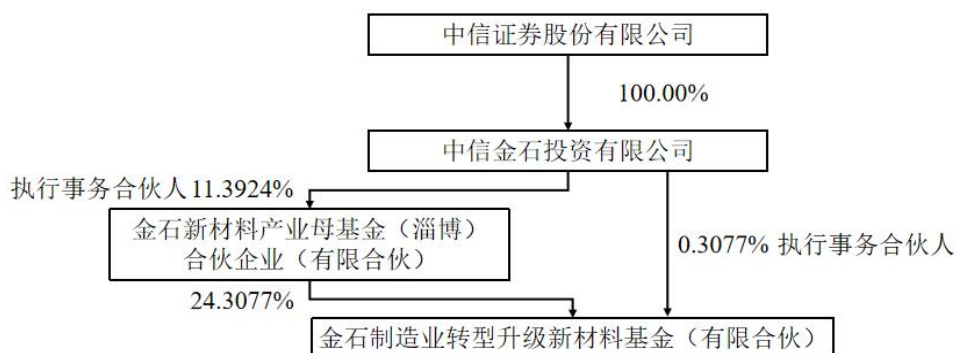 中信证券股份有限公司
100.00%
中信金石投资有限公司
执行事务合伙人 11.3924%
金石新材料产业母基金（淄博）
合伙企业（有限合伙）
0.3077% 执行事务合伙人
24.3077%
金石制造业转型升级新材料基金（有限合伙）